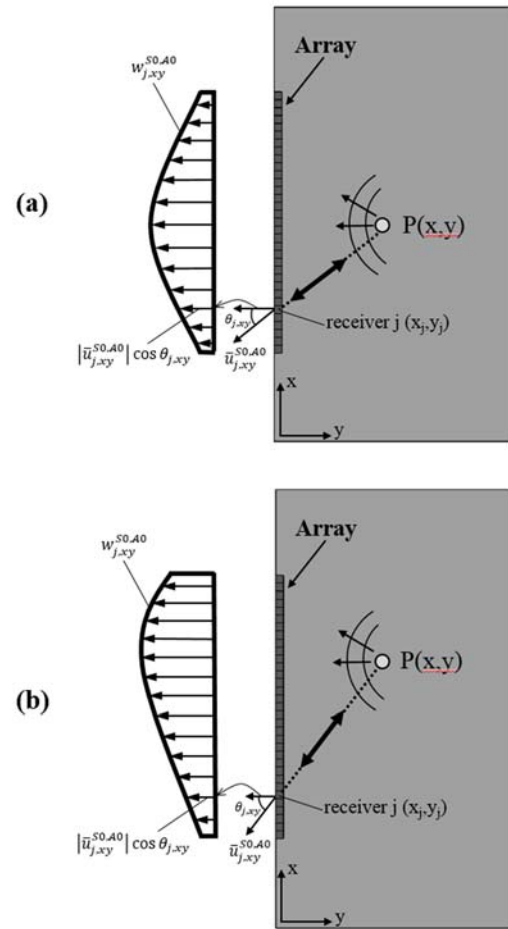 (a)
Array
w_{j,xy}^{S0,A0}
P(x,y)
θ_{j,xy}
receiver j (x_j,y_j)
|ū_{j,xy}^{S0,A0}| cos θ_{j,xy}
ū_{j,xy}^{S0,A0}
x
y
(b)
w_{j,xy}^{S0,A0}
Array
P(x,y)
θ_{j,xy}
receiver j (x_j,y_j)
|ū_{j,xy}^{S0,A0}| cos θ_{j,xy}
ū_{j,xy}^{S0,A0}
x
y